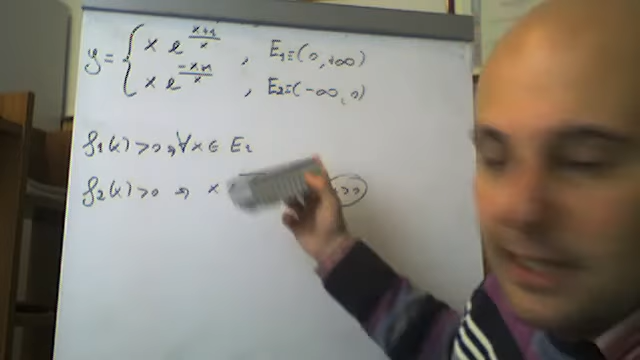 y = { x e^{(x+1)/x} , E₁≡(0,+∞)
x e^{(-x+1)/x} , E₂≡(-∞,0)
f₁(x)>0 ⇒ ∀x∈ E₁
f₂(x)>0 ⇒ x